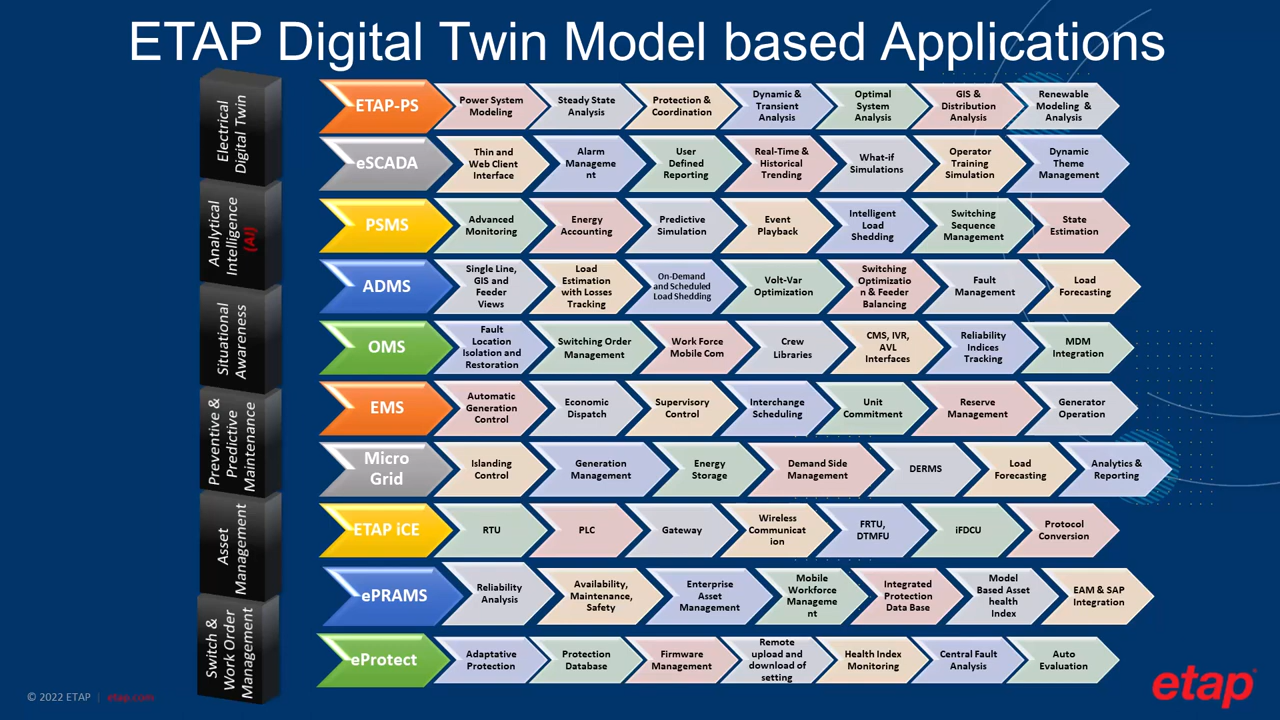 ETAP Digital Twin Model based Applications
Electrical
Digital Twin
Analytical
Intelligence
(AI)
Situational
Awareness
Preventive &
Predictive
Maintenance
Asset
Management
Switch &
Work Order
Management
ETAP-PS
Power System
Modeling
Steady State
Analysis
Protection &
Coordination
Dynamic &
Transient
Analysis
Optimal
System
Analysis
GIS &
Distribution
Analysis
Renewable
Modeling &
Analysis
eSCADA
Thin and
Web Client
Interface
Alarm
Manageme
nt
User
Defined
Reporting
Real-Time &
Historical
Trending
What-if
Simulations
Operator
Training
Simulation
Dynamic
Theme
Management
PSMS
Advanced
Monitoring
Energy
Accounting
Predictive
Simulation
Event
Playback
Intelligent
Load
Shedding
Switching
Sequence
Management
State
Estimation
ADMS
Single Line,
GIS and
Feeder
Views
Load
Estimation
with Losses
Tracking
On-Demand
and Scheduled
Load Shedding
Volt-Var
Optimization
Switching
Optimizatio
n & Feeder
Balancing
Fault
Management
Load
Forecasting
OMS
Fault
Location
Isolation and
Restoration
Switching Order
Management
Work Force
Mobile Com
Crew
Libraries
CMS, IVR,
AVL
Interfaces
Reliability
Indices
Tracking
MDM
Integration
EMS
Automatic
Generation
Control
Economic
Dispatch
Supervisory
Control
Interchange
Scheduling
Unit
Commitment
Reserve
Management
Generator
Operation
Micro
Grid
Islanding
Control
Generation
Management
Energy
Storage
Demand Side
Management
DERMS
Load
Forecasting
Analytics &
Reporting
ETAP iCE
RTU
PLC
Gateway
Wireless
Communicat
ion
FRTU,
DTMFU
iFDCU
Protocol
Conversion
ePRAMS
Reliability
Analysis
Availability,
Maintenance,
Safety
Enterprise
Asset
Management
Mobile
Workforce
Manageme
nt
Integrated
Protection
Data Base
Model
Based Asset
health
Index
EAM & SAP
Integration
eProtect
Adaptive
Protection
Protection
Database
Firmware
Management
Remote
upload and
download of
setting
Health Index
Monitoring
Central Fault
Analysis
Auto
Evaluation
© 2022 ETAP | etap.com
etap